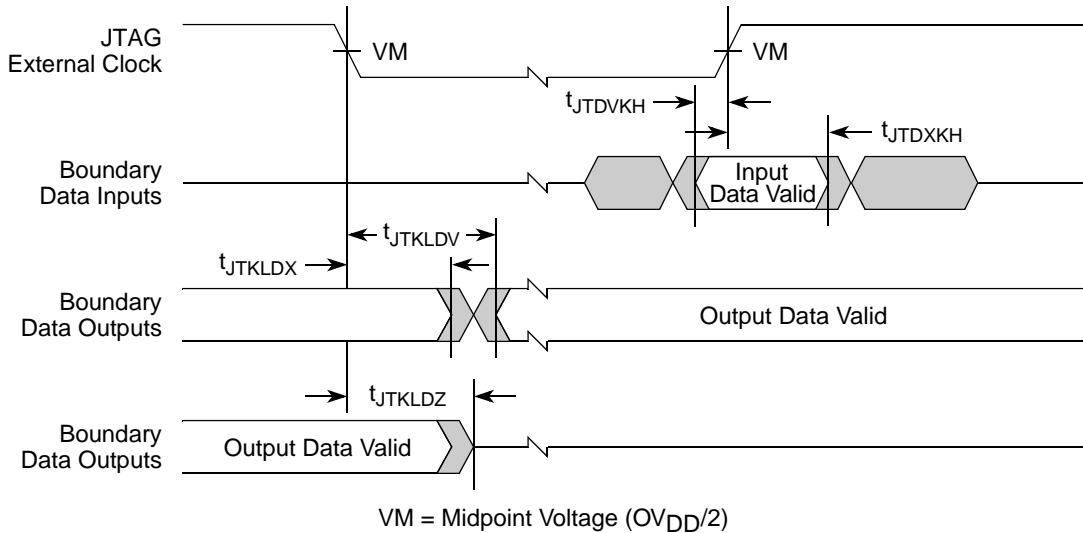 JTAG
External Clock
VM
VM
tJTDVKH
tJTDXKH
Boundary
Data Inputs
Input
Data Valid
tJTKLDV
tJTKLDX
Boundary
Data Outputs
Output Data Valid
tJTKLDZ
Boundary
Data Outputs
Output Data Valid
VM = Midpoint Voltage (OVDD/2)